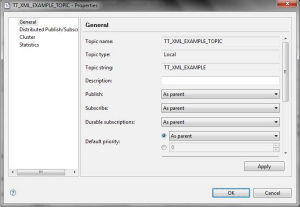 TT_XML_EXAMPLE_TOPIC - Properties
General
Distributed Publish/Subscr
Cluster
Statistics
General
Topic name: TT_XML_EXAMPLE_TOPIC
Topic type: Local
Topic string: TT_XML_EXAMPLE
Description:
Publish: As parent
Subscribe: As parent
Durable subscriptions: As parent
Default priority: As parent
0
Apply
OK Cancel